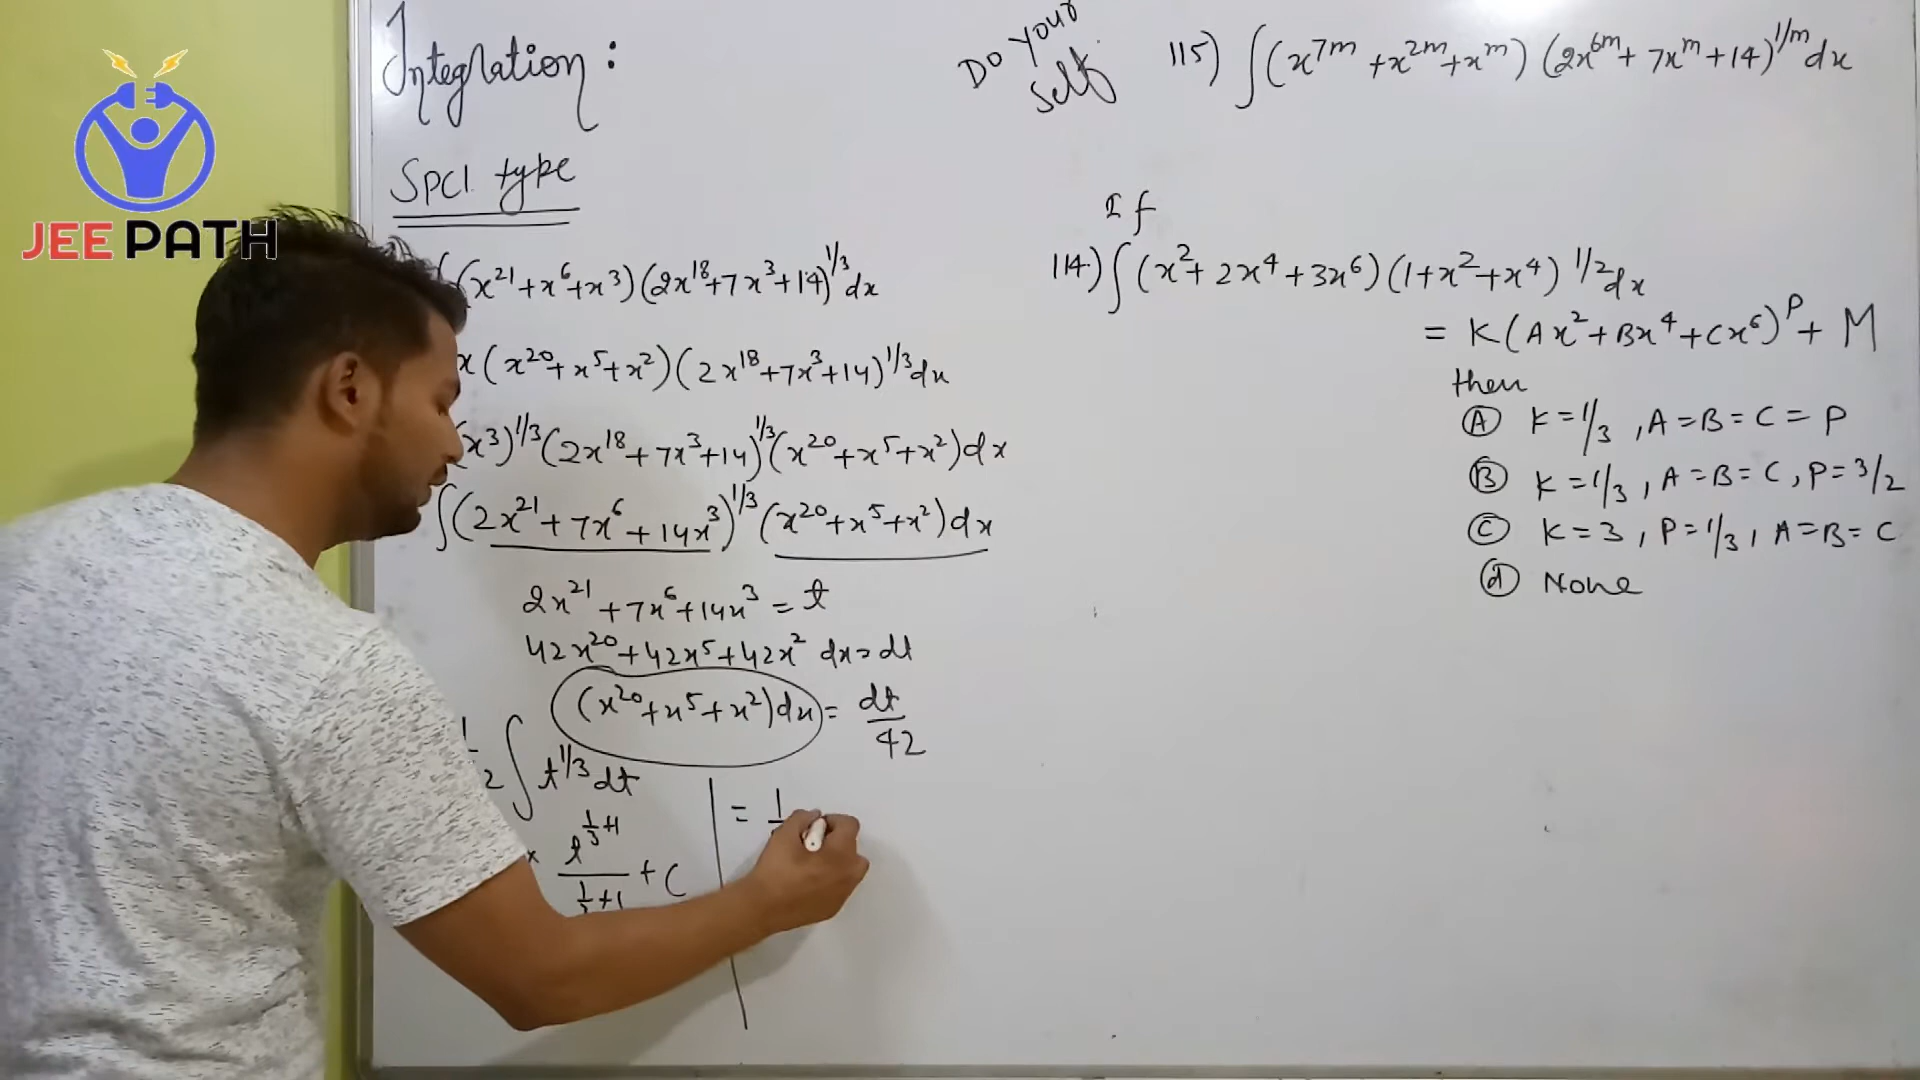 JEE PATH
Integration :
SPCl. type
(x²¹+x⁶+x³)(2x¹⁸+7x³+14)^1/3 dx
x(x²⁰+x⁵+x²)(2x¹⁸+7x³+14)^1/3 dx
(x³)^1/3 (2x¹⁸+7x³+14)^1/3 (x²⁰+x⁵+x²)dx
∫(2x²¹+7x⁶+14x³)^1/3 (x²⁰+x⁵+x²)dx
2x²¹+7x⁶+14x³ = t
42x²⁰+42x⁵+42x² dx=dt
(x²⁰+x⁵+x²)dx = dt/42
∫ t^1/3 dt
t^(1/3+1)/(1/3+1) + C
= 1
Do your self.
115) ∫(x^7m +x^2m+x^m) (2x^6m+ 7x^m+14)^1/m dx
If
114.) ∫(x²+2x⁴+3x⁶)(1+x²+x⁴) ^1/2 dx
= K(Ax²+Bx⁴+Cx⁶)^P+ M
then
(A) K=1/3 ,A=B=C=P
(B) K=1/3, A=B=C, P=3/2
(C) K=3, P=1/3, A=B=C
(d) None